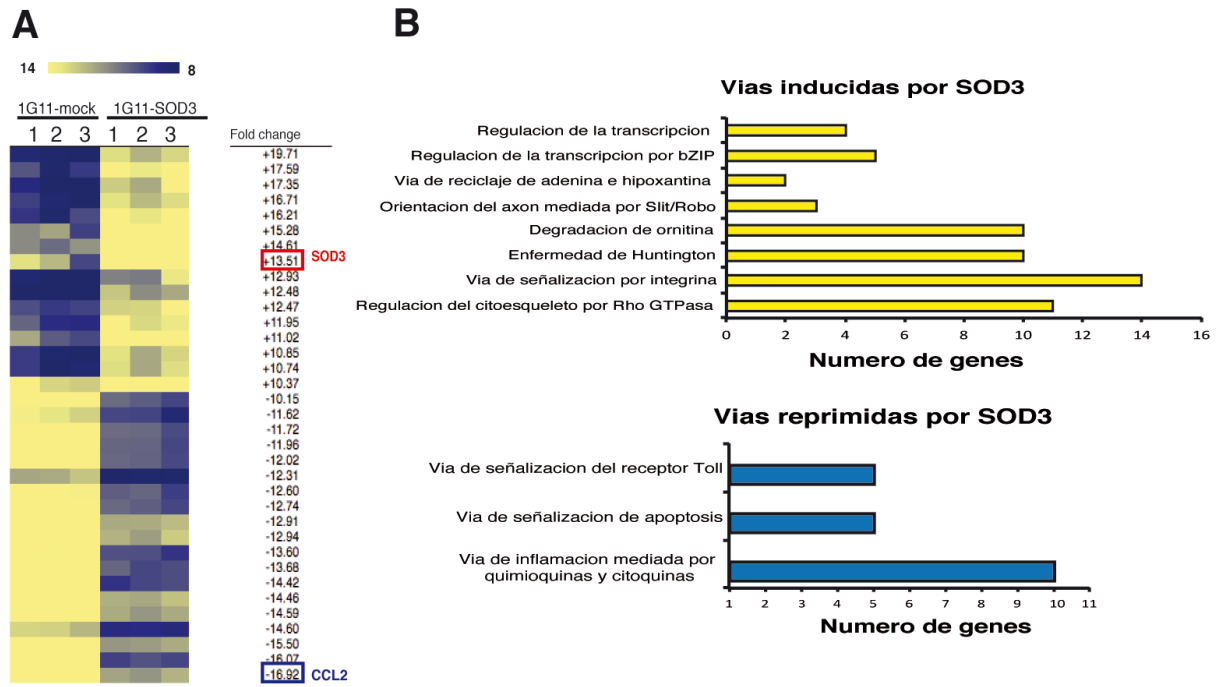 A
14 8
1G11-mock 1G11-SOD3
1 2 3 1 2 3
Fold change
+19.71
+17.59
+17.35
+16.71
+16.21
+15.28
+14.61
+13.51 SOD3
+12.93
+12.48
+12.47
+11.95
+11.02
+10.85
+10.74
+10.37
-10.15
-11.62
-11.72
-11.96
-12.02
-12.31
-12.60
-12.74
-12.91
-12.94
-13.60
-13.68
-14.42
-14.46
-14.59
-14.60
-15.50
-16.07
-16.92 CCL2
B
Vias inducidas por SOD3
Regulacion de la transcripcion
Regulacion de la transcripcion por bZIP
Via de reciclaje de adenina e hipoxantina
Orientacion del axon mediada por Slit/Robo
Degradacion de ornitina
Enfermedad de Huntington
Via de señalizacion por integrina
Regulacion del citoesqueleto por Rho GTPasa
0 2 4 6 8 10 12 14 16
Numero de genes
Vias reprimidas por SOD3
Via de señalizacion del receptor Toll
Via de señalizacion de apoptosis
Via de inflamacion mediada por
quimioquinas y citoquinas
1 2 3 4 5 6 7 8 9 10 11
Numero de genes